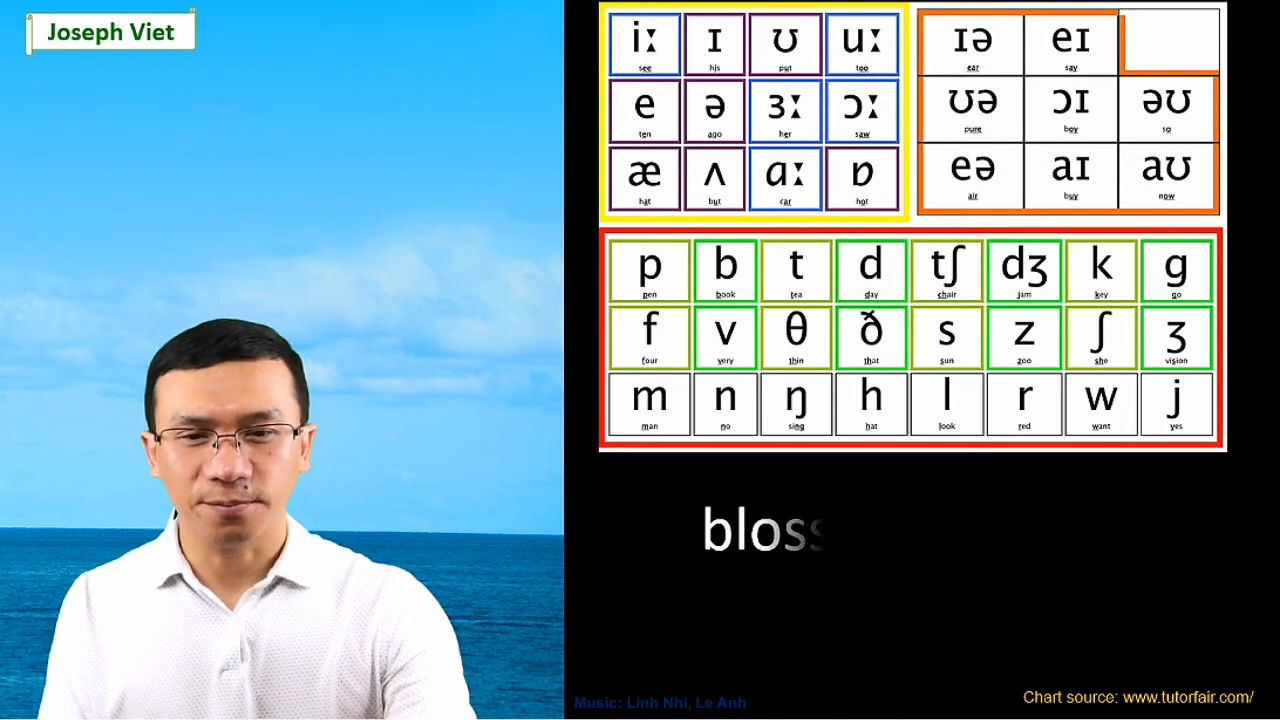 Joseph Viet
iː ɪ ʊ uː
see his put too
e ə ɜː ɔː
ten ago her saw
æ ʌ ɑː ɒ
hat but car hot
ɪə eɪ
ear say
ʊə ɔɪ əʊ
pure boy so
eə aɪ aʊ
air buy now
p b t d tʃ dʒ k g
pen book tea day chair jam key go
f v θ ð s z ʃ ʒ
four very thin that sun zoo she vision
m n ŋ h l r w j
man no sing hat look red want yes
bloss
Music: Linh Nhi, Le Anh
Chart source: www.tutorfair.com/